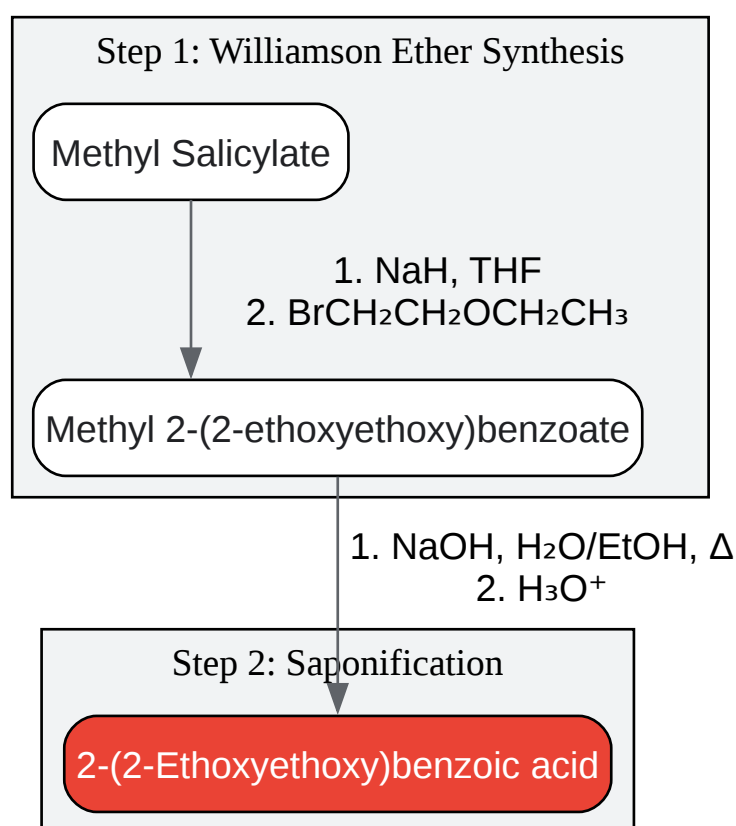 Step 1: Williamson Ether Synthesis
Methyl Salicylate
1. NaH, THF
2. BrCH₂CH₂OCH₂CH₃
Methyl 2-(2-ethoxyethoxy)benzoate
1. NaOH, H₂O/EtOH, Δ
2. H₃O⁺
Step 2: Saponification
2-(2-Ethoxyethoxy)benzoic acid